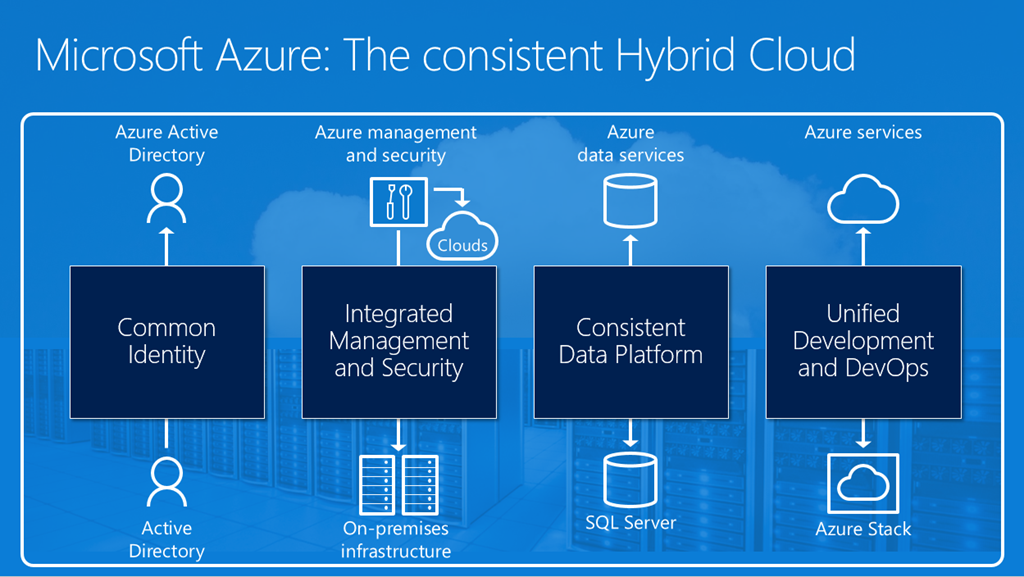 Microsoft Azure: The consistent Hybrid Cloud
Azure Active
Directory
Azure management
and security
Clouds
Azure
data services
Azure services
Common
Identity
Integrated
Management
and Security
Consistent
Data Platform
Unified
Development
and DevOps
Active
Directory
On-premises
infrastructure
SQL Server
Azure Stack